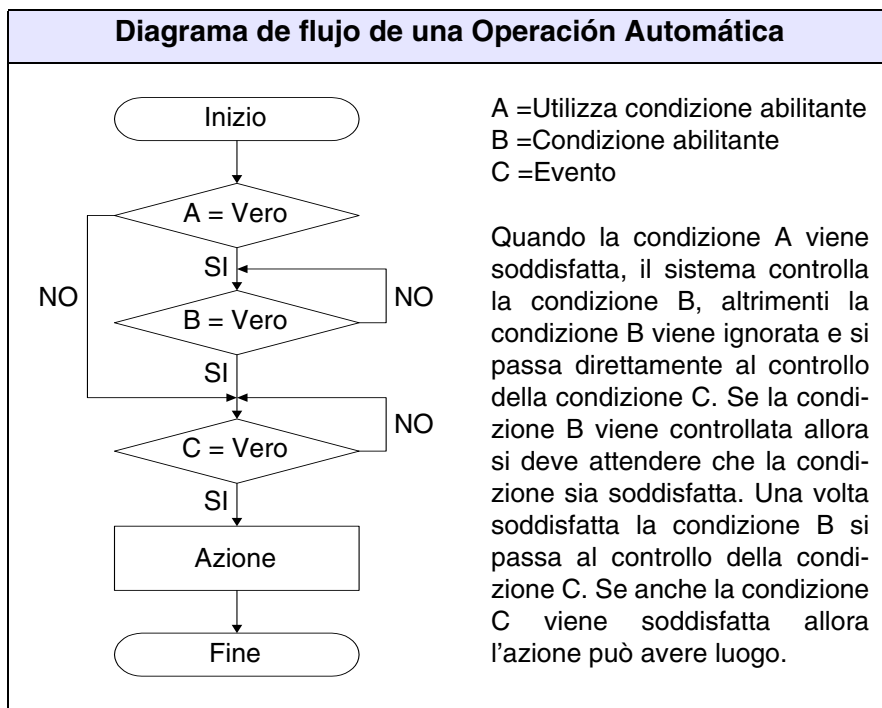 Diagrama de flujo de una Operación Automática
Inizio
A = Vero
SI
NO
NO
B = Vero
SI
NO
C = Vero
SI
Azione
Fine
A =Utilizza condizione abilitante
B =Condizione abilitante
C =Evento
Quando la condizione A viene
soddisfatta, il sistema controlla
la condizione B, altrimenti la
condizione B viene ignorata e si
passa direttamente al controllo
della condizione C. Se la condi-
zione B viene controllata allora
si deve attendere che la condi-
zione sia soddisfatta. Una volta
soddisfatta la condizione B si
passa al controllo della condi-
zione C. Se anche la condizione
C viene soddisfatta allora
l'azione può avere luogo.